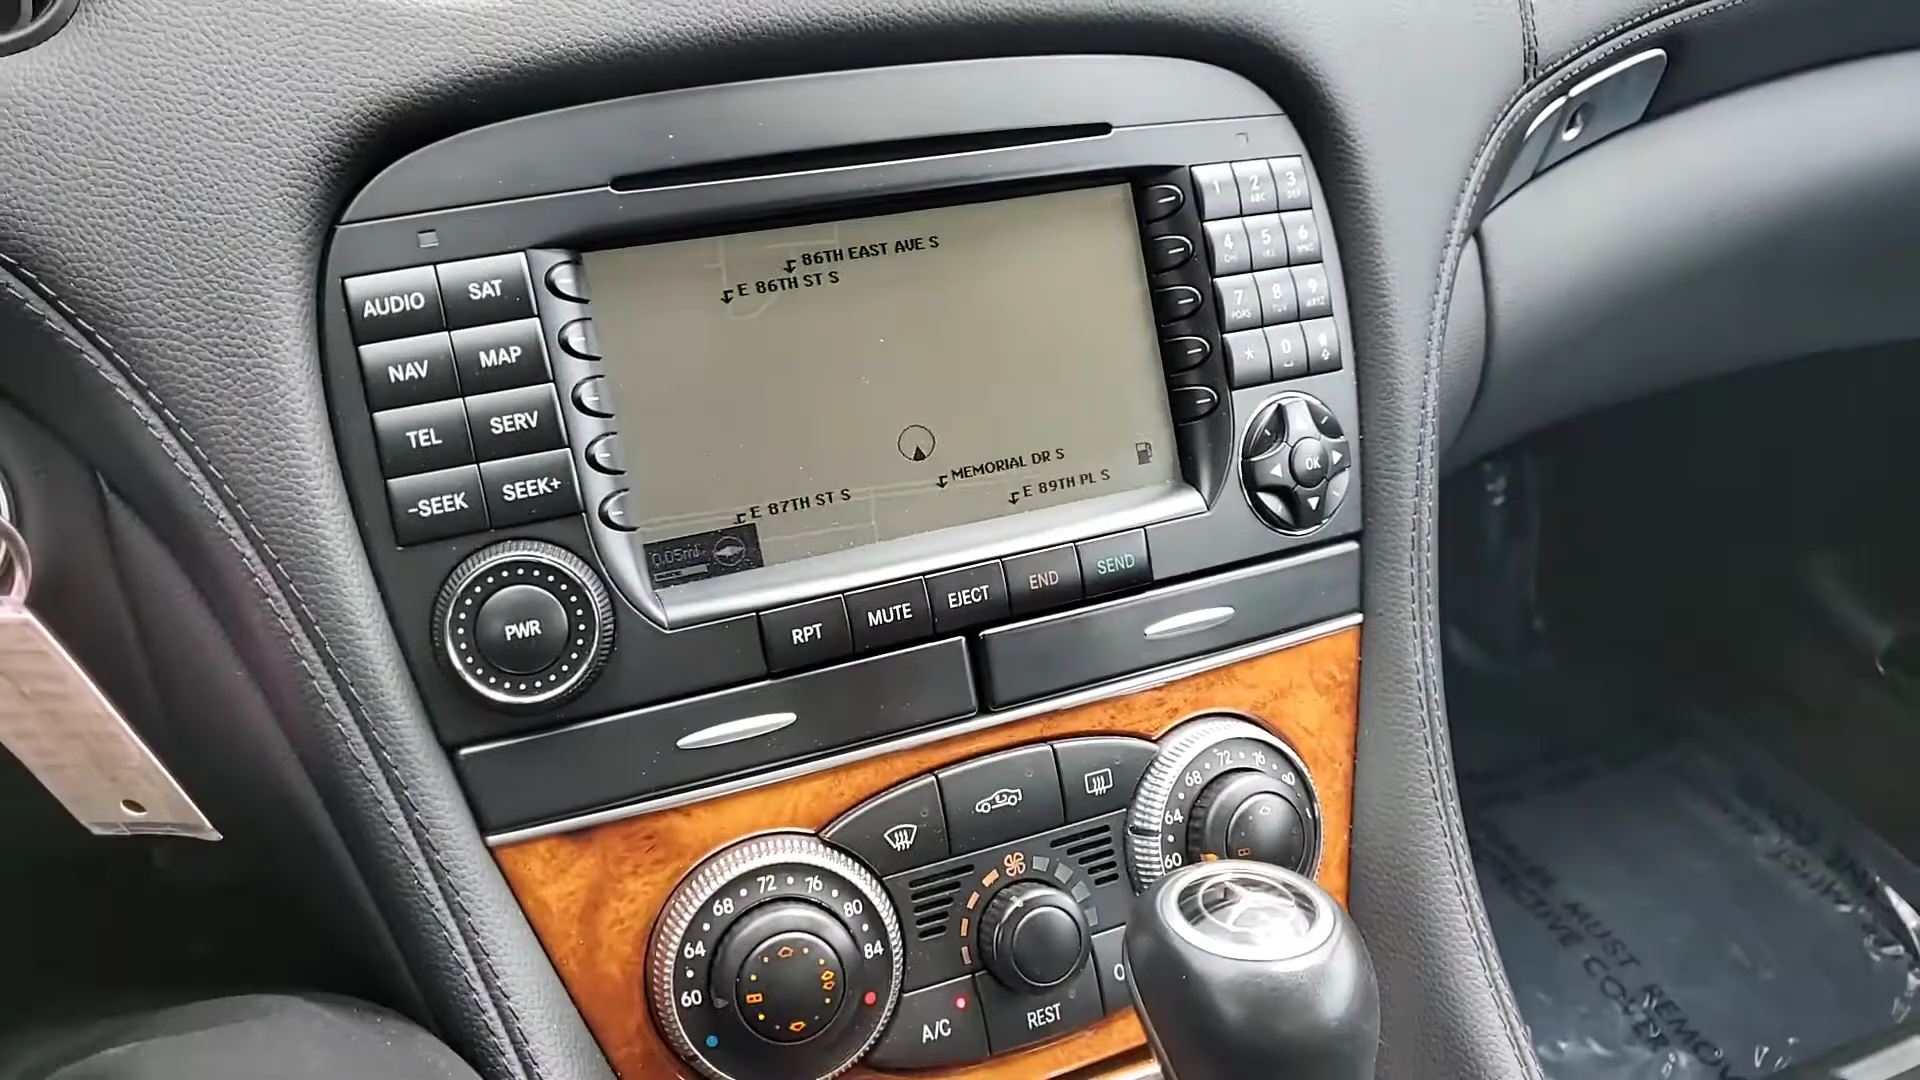 AUDIO SAT
NAV MAP
TEL SERV
-SEEK SEEK+
PWR
86TH EAST AVE S
E 86TH ST S
MEMORIAL DR S
E 89TH PL S
E 87TH ST S
0.05mi
1 2 ABC 3 DEF
4 GHI 5 JKL 6 MNO
7 PQRS 8 TUV 9 WXYZ
* 0 #
OK
RPT MUTE EJECT END SEND
60 64 68 72 76 80 84
60 64 68 72 76 80
A/C REST
MUST REMOVE